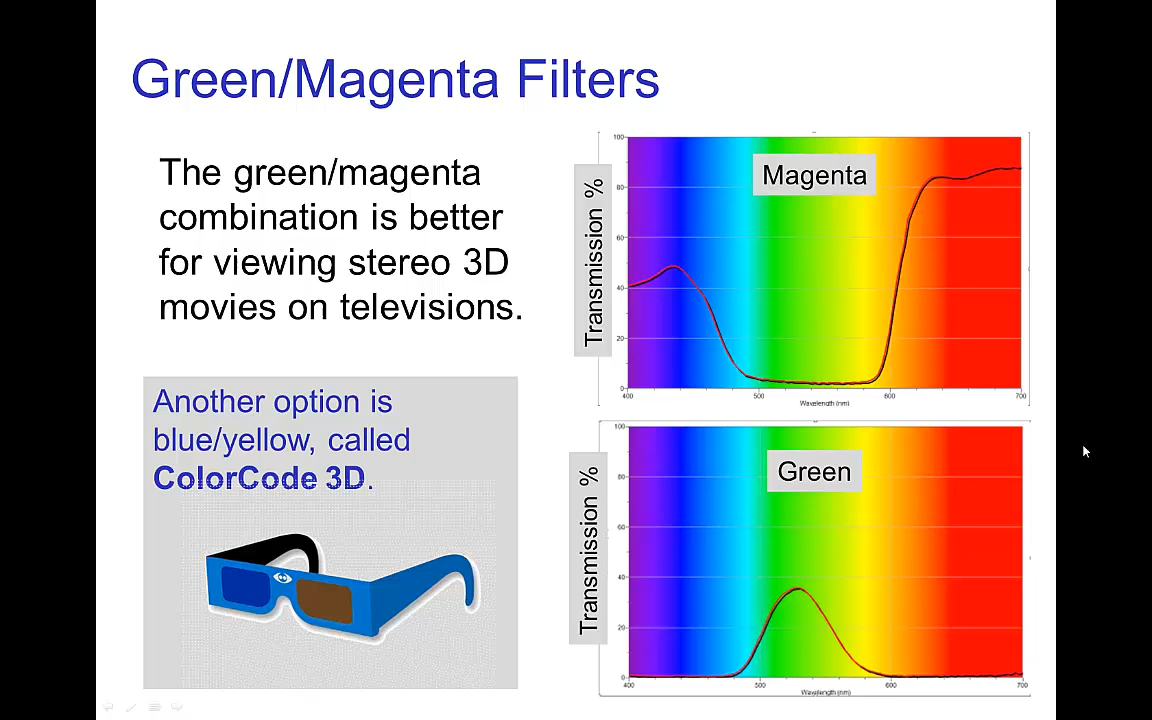 Green/Magenta Filters
The green/magenta
combination is better
for viewing stereo 3D
movies on televisions.
Another option is
blue/yellow, called
ColorCode 3D.
Magenta
Transmission %
100
80
60
40
20
0
400
500
600
700
Wavelength (nm)
Green
Transmission %
100
80
60
40
20
0
400
500
600
700
Wavelength (nm)